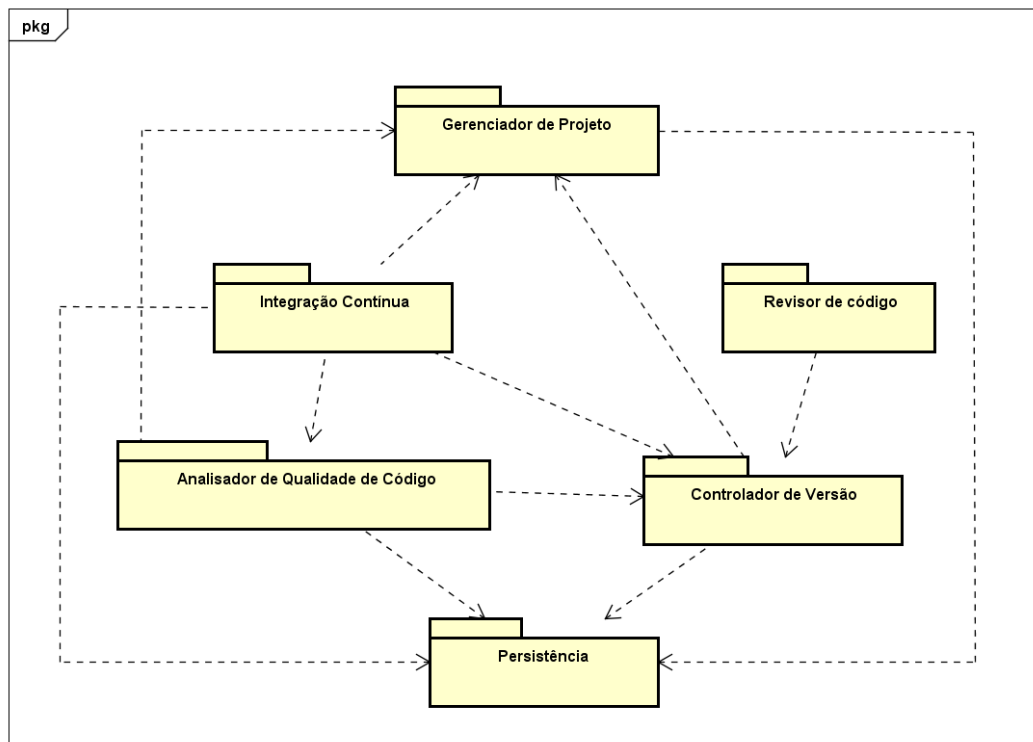 pkg
Gerenciador de Projeto
Integração Contínua
Revisor de código
Analisador de Qualidade de Código
Controlador de Versão
Persistência